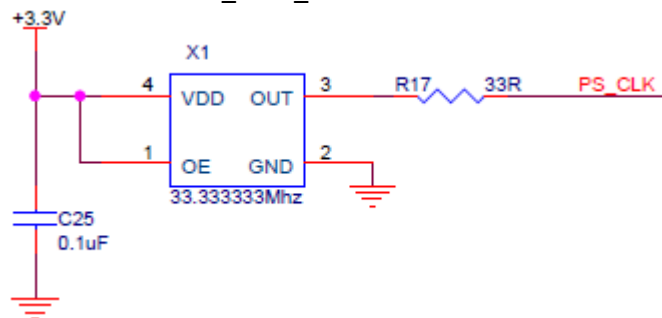 +3.3V
X1
4 VDD OUT 3 R17 33R PS_CLK
1 OE GND 2
33.333333Mhz
C25
0.1uF